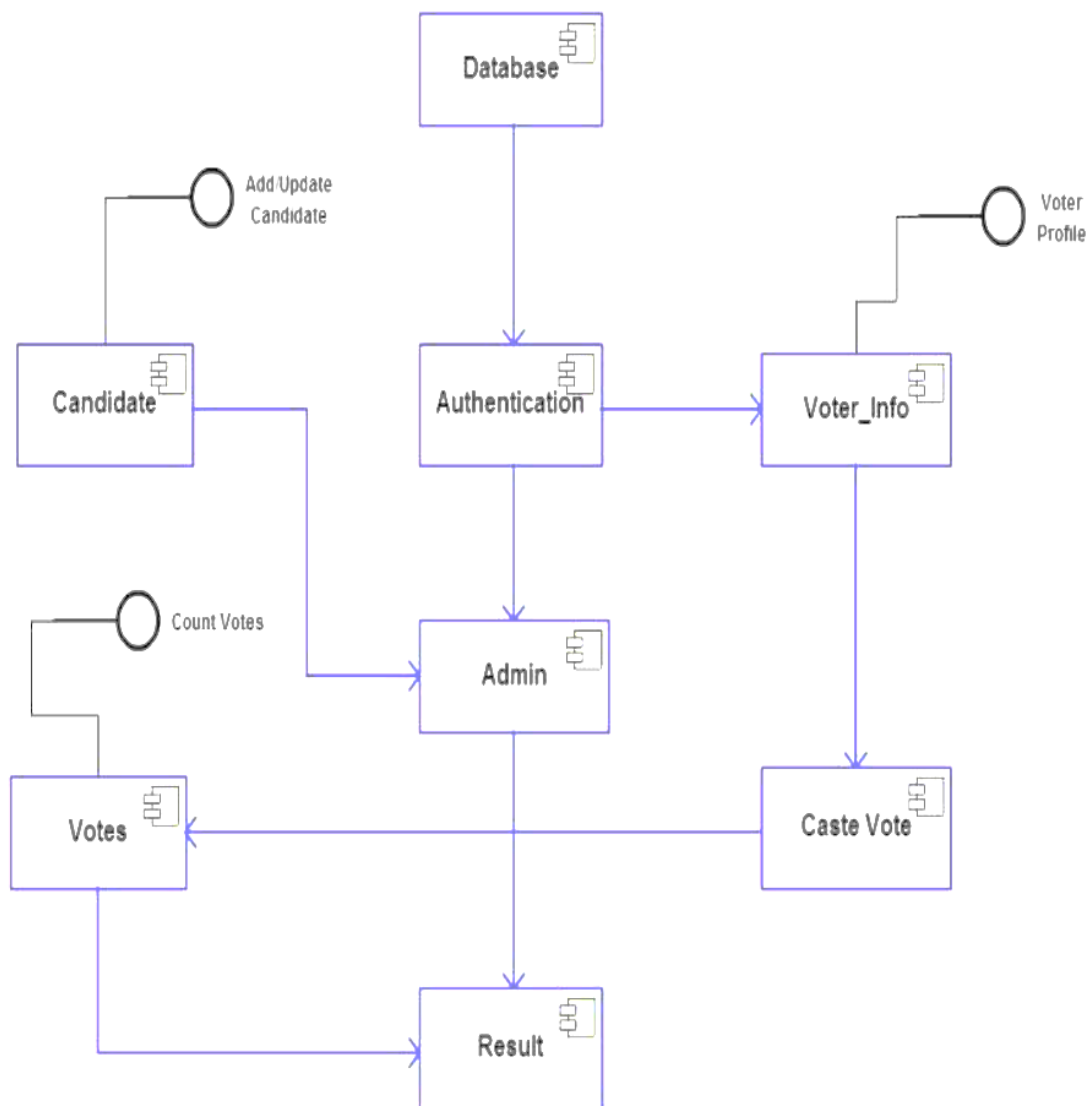 Database
Add/Update
Candidate
Voter
Profile
Candidate
Authentication
Voter_Info
Count Votes
Admin
Votes
Caste Vote
Result